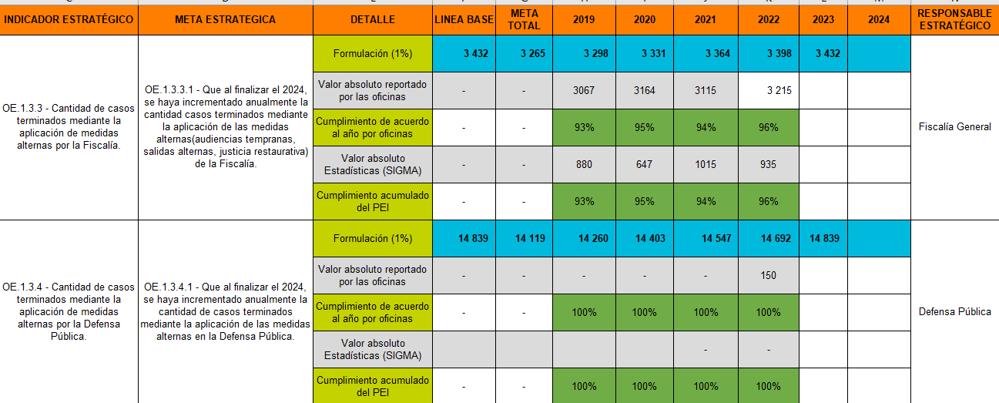 INDICADOR ESTRATÉGICO META ESTRATEGICA DETALLE LINEA BASE META TOTAL 2019 2020 2021 2022 2023 2024 RESPONSABLE ESTRATÉGICO
OE.1.3.3 - Cantidad de casos
terminados mediante la
aplicación de medidas
alternas por la Fiscalía.
OE.1.3.3.1 - Que al finalizar el 2024,
se haya incrementado anualmente la
cantidad casos terminados mediante
la aplicación de las medidas
alternas(audiencias tempranas,
salidas alternas, justicia restaurativa)
de la Fiscalía.
Formulación (1%) 3 432 3 265 3 298 3 331 3 364 3 398 3 432
Valor absoluto reportado
por las oficinas - - 3067 3164 3115 3 215
Cumplimiento de acuerdo
al año por oficinas - - 93% 95% 94% 96%
Valor absoluto
Estadísticas (SIGMA) - - 880 647 1015 935
Cumplimiento acumulado
del PEI - - 93% 95% 94% 96%
Fiscalía General
OE.1.3.4 - Cantidad de casos
terminados mediante la
aplicación de medidas
alternas por la Defensa
Pública.
OE.1.3.4.1 - Que al finalizar el 2024,
se haya incrementado anualmente la
cantidad de casos terminados
mediante la aplicación de las medidas
alternas en la Defensa Pública.
Formulación (1%) 14 839 14 119 14 260 14 403 14 547 14 692 14 839
Valor absoluto reportado
por las oficinas - - - - - 150
Cumplimiento de acuerdo
al año por oficinas - - 100% 100% 100% 100%
Valor absoluto
Estadísticas (SIGMA) - -
Cumplimiento acumulado
del PEI - - 100% 100% 100% 100%
Defensa Pública